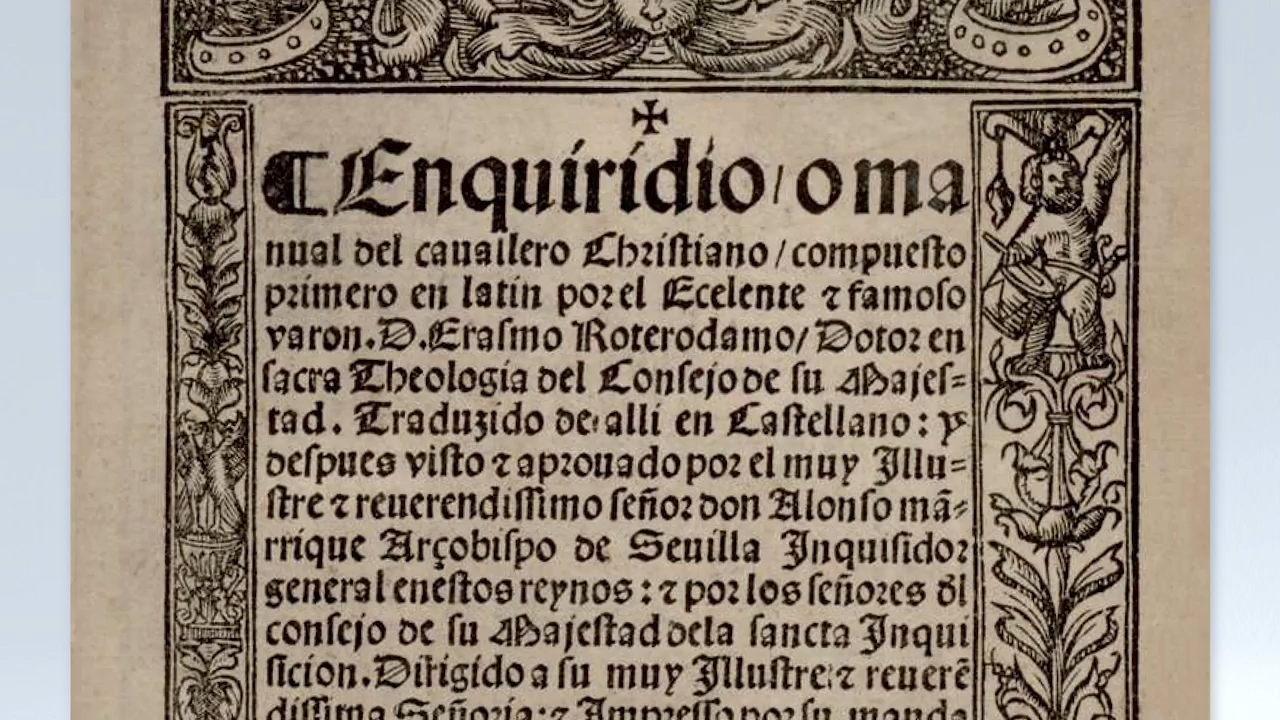 ✠
¶ Enquiridio / o ma
nual del cauallero Christiano / compuesto
primero en latin por el Ecelente ⁊ famoso
varon. D. Erasmo Roterodamo / Dotor en
sacra Theologia del Consejo de su Majes=
tad. Traduzido de alli en Castellano: y
despues visto ⁊ aprouado por el muy Illu=
stre ⁊ reuerendissimo señor don Alonso mã=
rrique Arçobispo de Seuilla Inquisidor
general en estos reynos: ⁊ por los señores dl
consejo de su Majestad dela sancta Inqui
sicion. Dirigido a su muy Illustre ⁊ reuerẽ
dissima Señoria: ⁊ Impresso por su manda